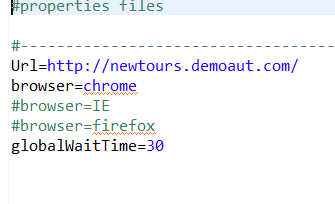 #properties files
#-----------------------------------
Url=http://newtours.demoaut.com/
browser=chrome
#browser=IE
#browser=firefox
globalWaitTime=30